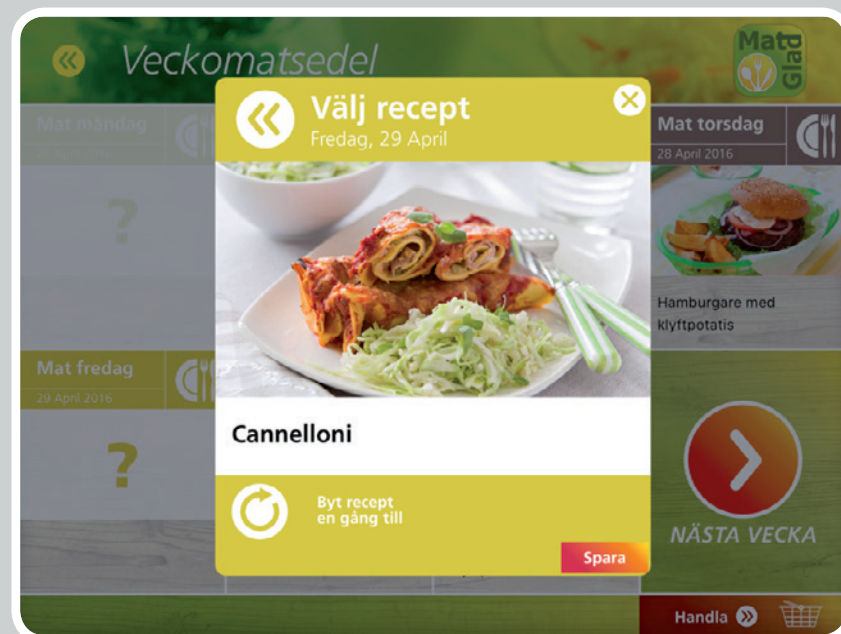 Veckomatsedel
Mat
Glad
Välj recept
Fredag, 29 April
Mat måndag
Mat torsdag
28 April 2016
?
Hamburgare med
klyftpotatis
Mat fredag
29 April 2016
?
Cannelloni
Byt recept
en gång till
Spara
NÄSTA VECKA
Handla